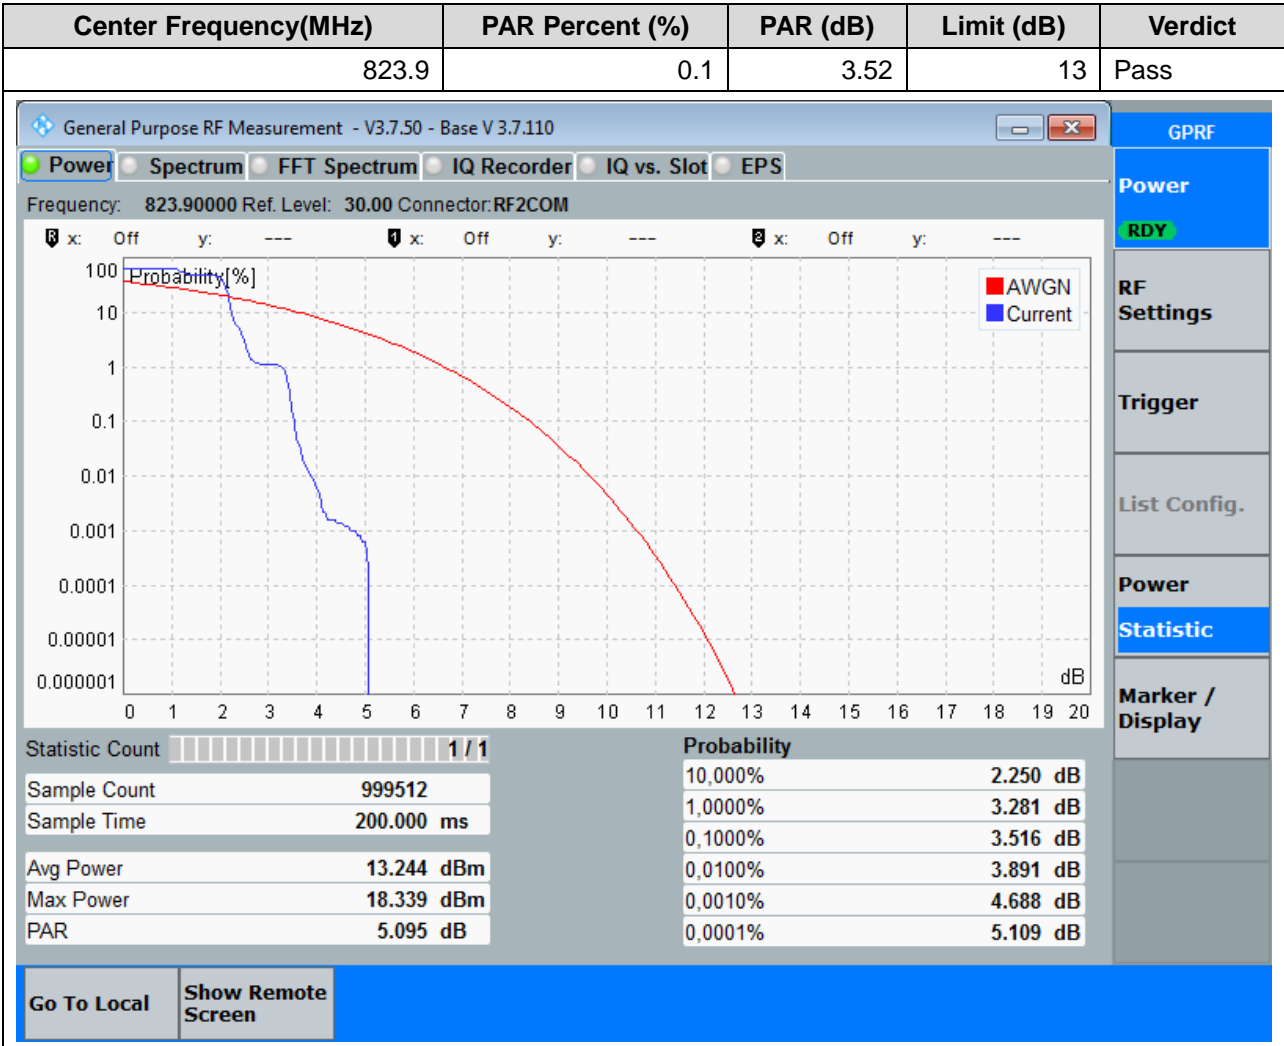 Center Frequency(MHz) PAR Percent (%) PAR (dB) Limit (dB) Verdict
823.9 0.1 3.52 13 Pass
General Purpose RF Measurement - V3.7.50 - Base V 3.7.110
GPRF
Power Spectrum FFT Spectrum IQ Recorder IQ vs. Slot EPS
Power
RDY
Frequency: 823.90000 Ref. Level: 30.00 Connector: RF2COM
R x: Off y: --- 1 x: Off y: --- 2 x: Off y: ---
Probability[%]
AWGN
Current
100
10
1
0.1
0.01
0.001
0.0001
0.00001
0.000001
dB
0 1 2 3 4 5 6 7 8 9 10 11 12 13 14 15 16 17 18 19 20
RF
Settings
Trigger
List Config.
Power
Statistic
Marker /
Display
Statistic Count 1 / 1
Sample Count 999512
Sample Time 200.000 ms
Avg Power 13.244 dBm
Max Power 18.339 dBm
PAR 5.095 dB
Probability
10,000% 2.250 dB
1,0000% 3.281 dB
0,1000% 3.516 dB
0,0100% 3.891 dB
0,0010% 4.688 dB
0,0001% 5.109 dB
Go To Local
Show Remote
Screen